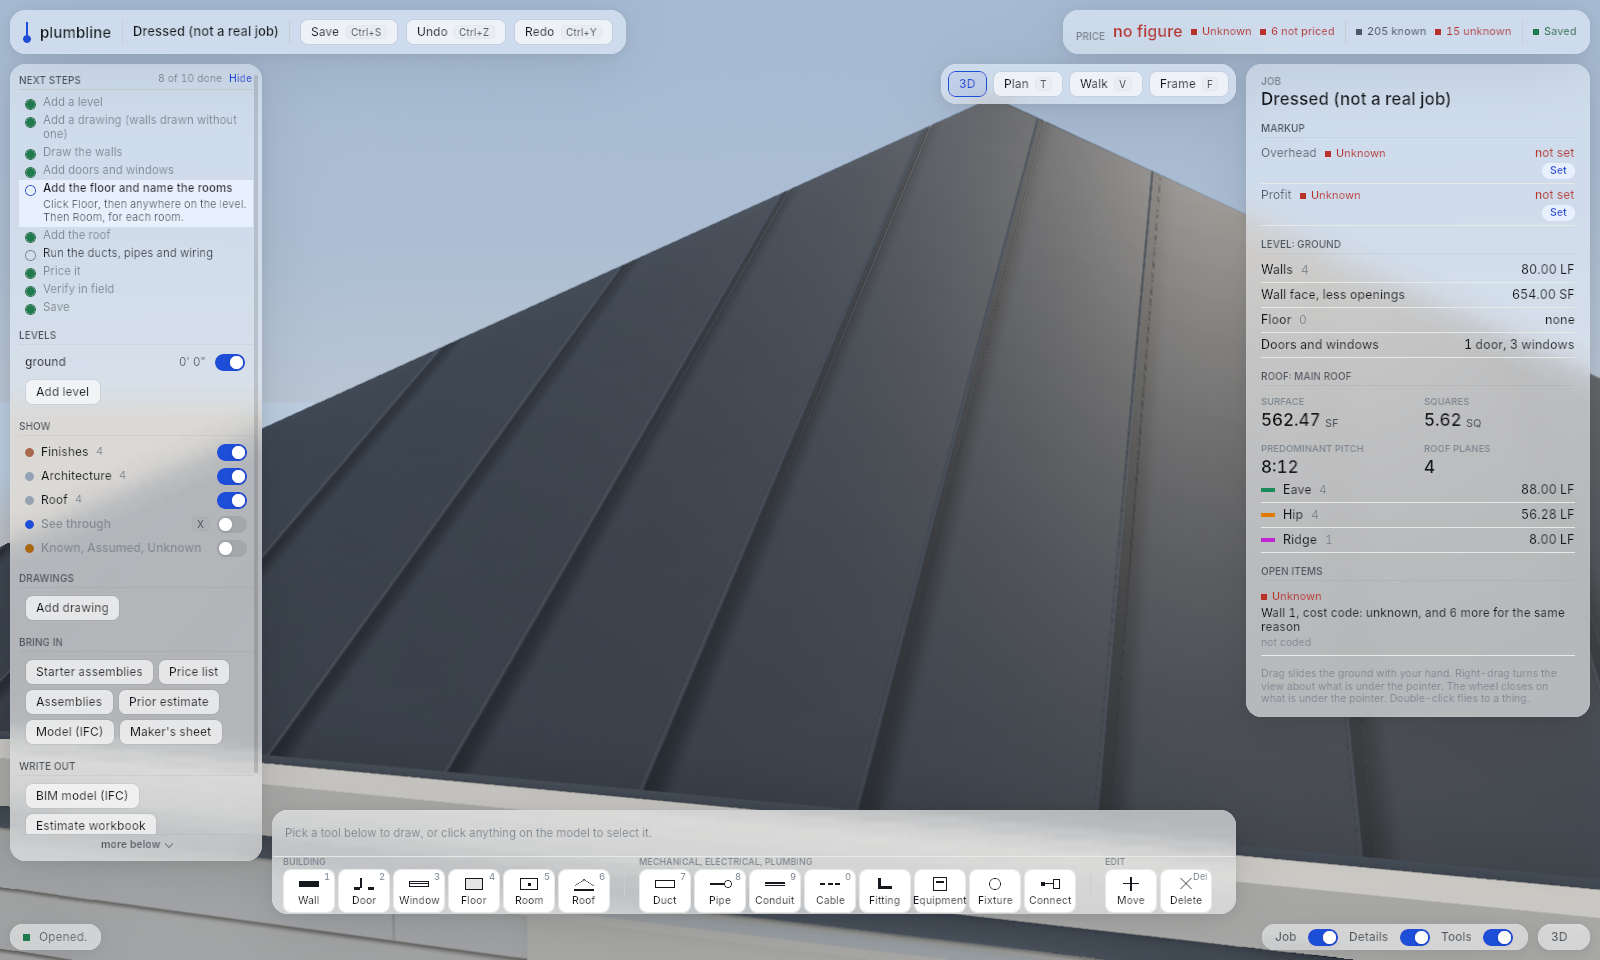 plumbline
Dressed (not a real job)
Save Ctrl+S
Undo Ctrl+Z
Redo Ctrl+Y
PRICE no figure Unknown 6 not priced 205 known 15 unknown Saved
NEXT STEPS 8 of 10 done Hide
Add a level
Add a drawing (walls drawn without
one)
Draw the walls
Add doors and windows
Add the floor and name the rooms
Click Floor, then anywhere on the level.
Then Room, for each room.
Add the roof
Run the ducts, pipes and wiring
Price it
Verify in field
Save
LEVELS
ground 0' 0"
Add level
SHOW
Finishes 4
Architecture 4
Roof 4
See through X
Known, Assumed, Unknown
DRAWINGS
Add drawing
BRING IN
Starter assemblies Price list
Assemblies Prior estimate
Model (IFC) Maker's sheet
WRITE OUT
BIM model (IFC)
Estimate workbook
more below
Opened.
3D Plan T Walk V Frame F
JOB
Dressed (not a real job)
MARKUP
Overhead Unknown not set
Set
Profit Unknown not set
Set
LEVEL: GROUND
Walls 4 80.00 LF
Wall face, less openings 654.00 SF
Floor 0 none
Doors and windows 1 door, 3 windows
ROOF: MAIN ROOF
SURFACE SQUARES
562.47 SF 5.62 SQ
PREDOMINANT PITCH ROOF PLANES
8:12 4
Eave 4 88.00 LF
Hip 4 56.28 LF
Ridge 1 8.00 LF
OPEN ITEMS
Unknown
Wall 1, cost code: unknown, and 6 more for the same
reason
not coded
Drag slides the ground with your hand. Right-drag turns the
view about what is under the pointer. The wheel closes on
what is under the pointer. Double-click flies to a thing.
Pick a tool below to draw, or click anything on the model to select it.
BUILDING MECHANICAL, ELECTRICAL, PLUMBING EDIT
1 2 3 4 5 6 7 8 9 0 Del
Wall Door Window Floor Room Roof Duct Pipe Conduit Cable Fitting Equipment Fixture Connect Move Delete
Job Details Tools 3D